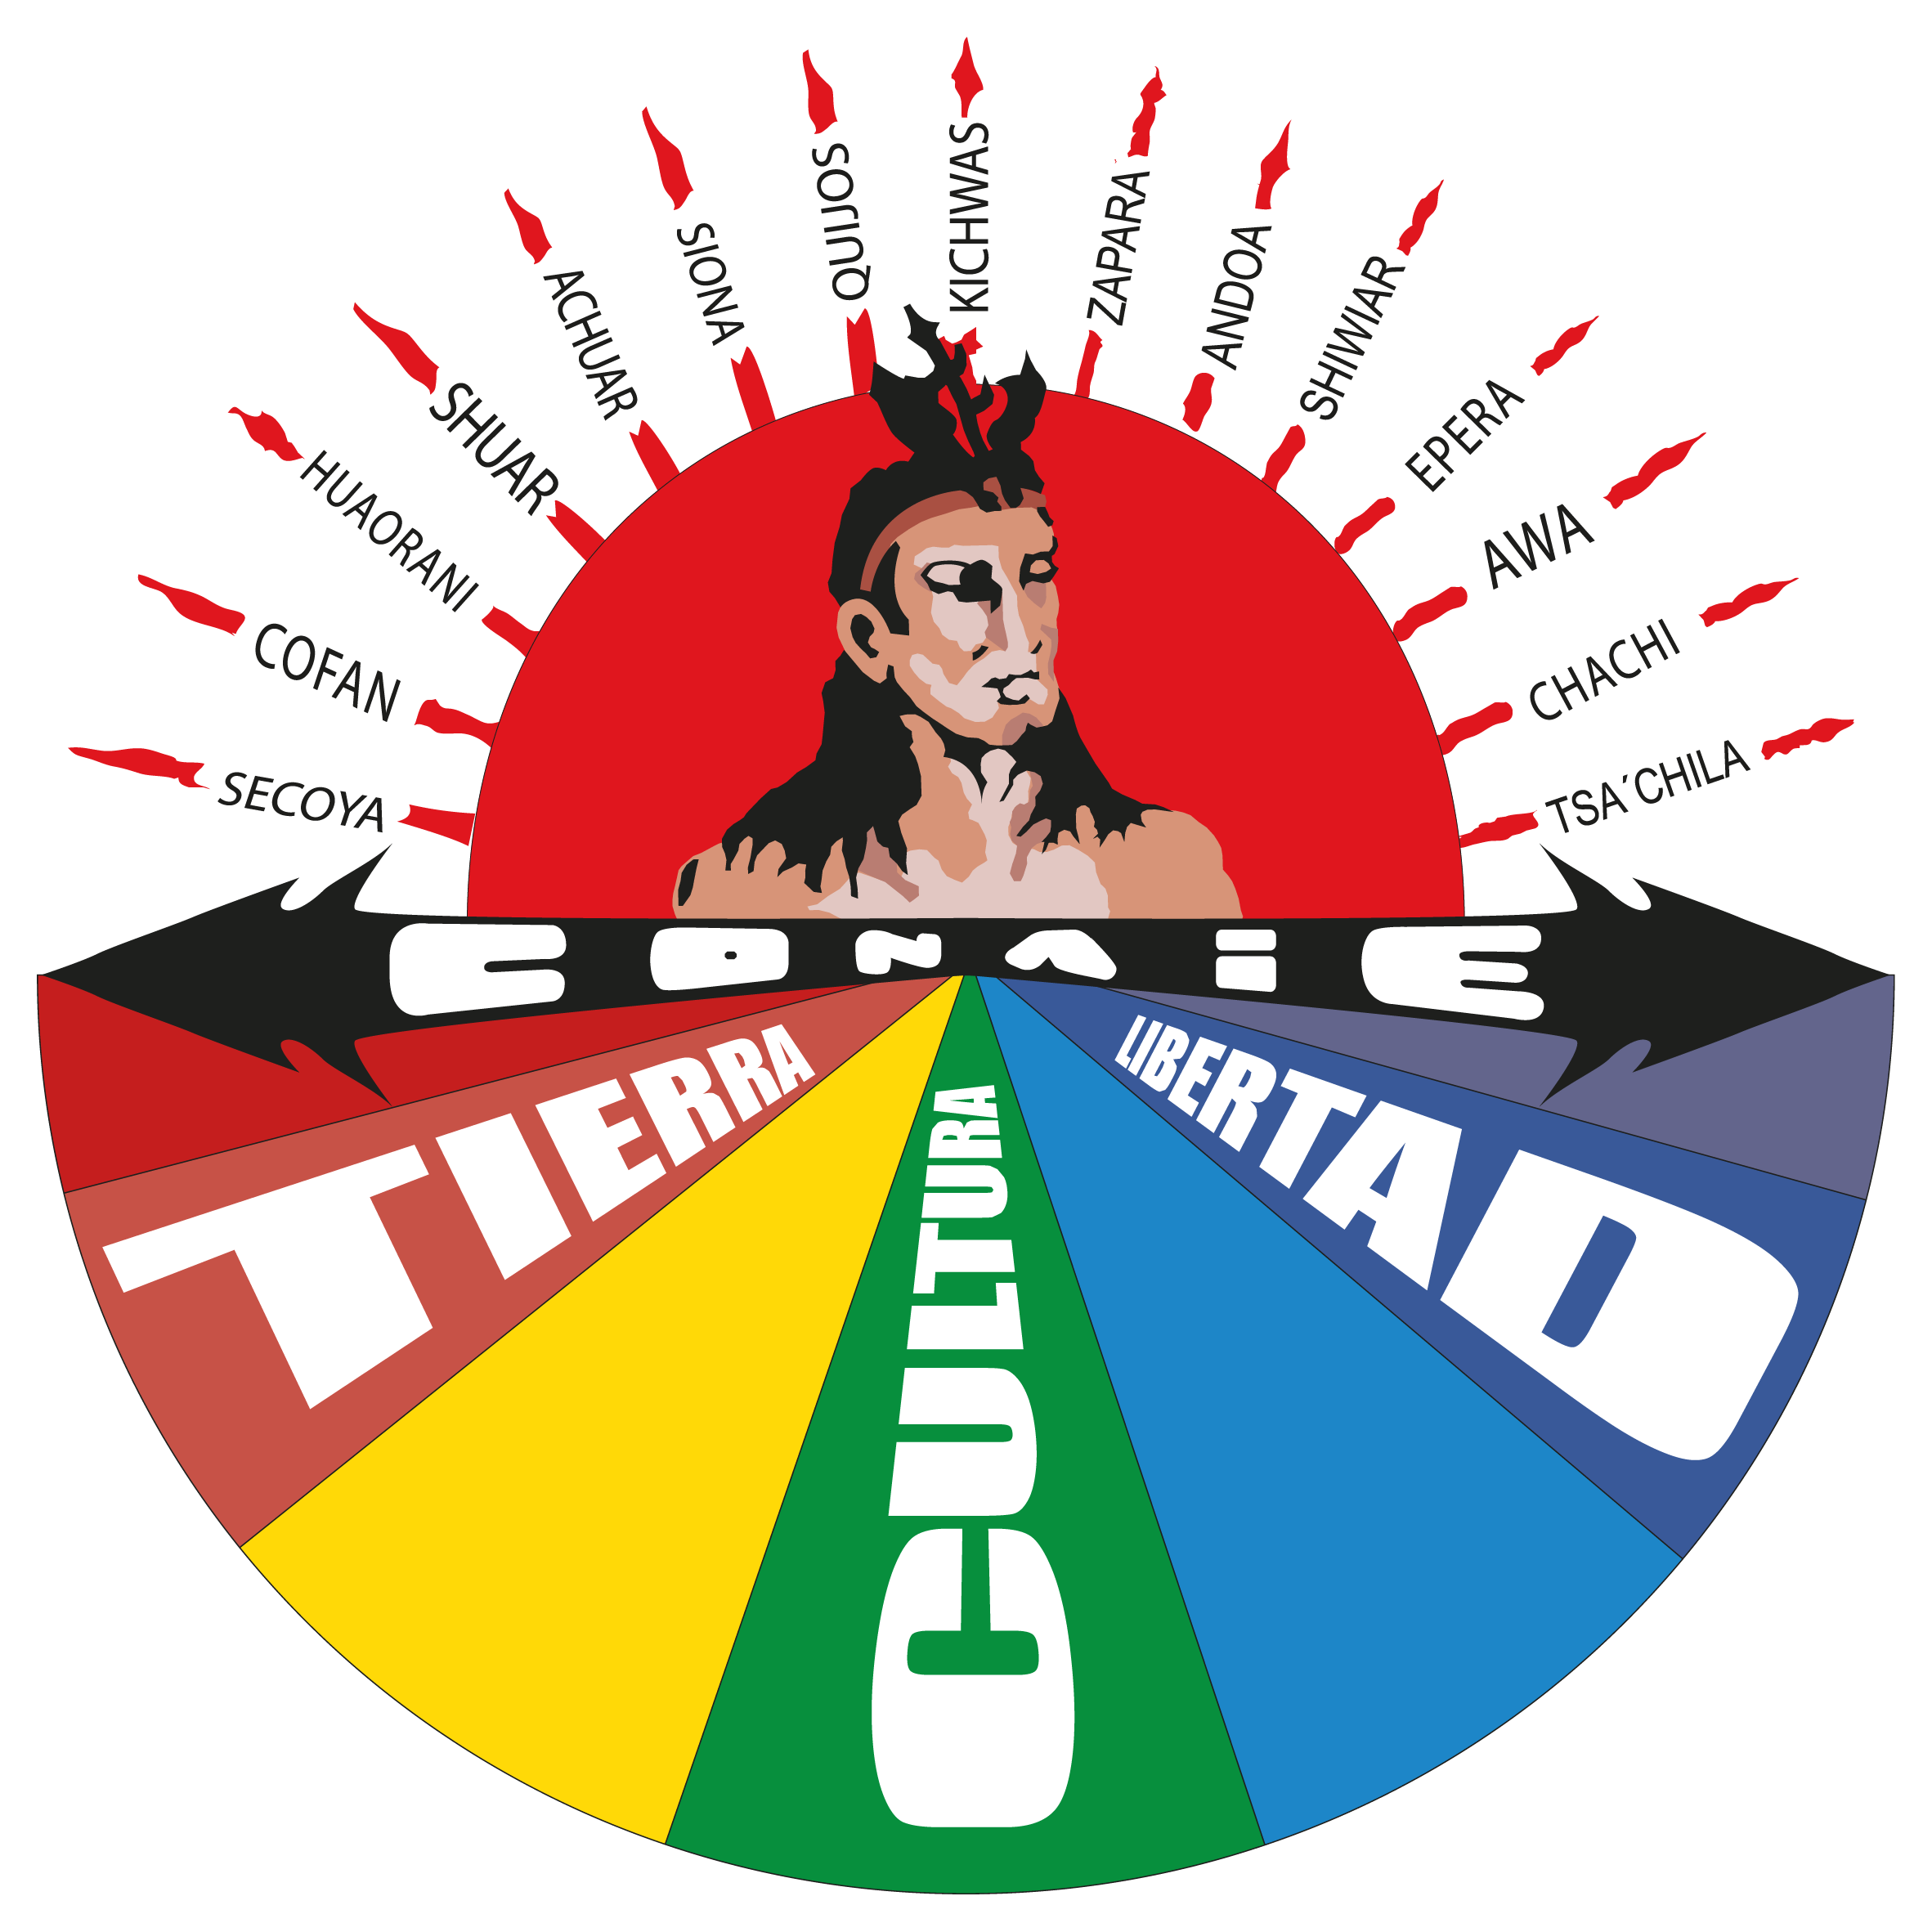 SECOYA
COFAN
HUAORANI
SHUAR
ACHUAR
SIONA
QUIJOS
KICHWAS
ZAPARA
ANDOA
SHIWIAR
EPERA
AWA
CHACHI
TSA´CHILA
CONAIE
TIERRA
CULTURA
LIBERTAD